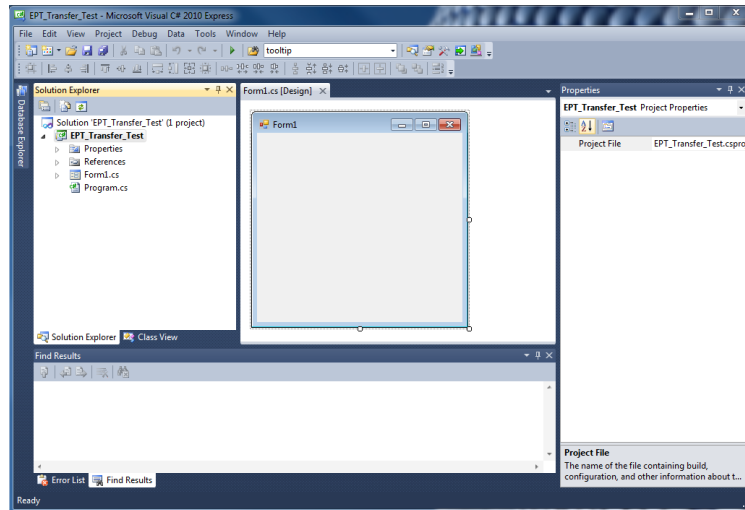 EPT_Transfer_Test - Microsoft Visual C# 2010 Express
File Edit View Project Debug Data Tools Window Help
tooltip
Database Explorer
Solution Explorer
Solution 'EPT_Transfer_Test' (1 project)
EPT_Transfer_Test
Properties
References
Form1.cs
Program.cs
Solution Explorer Class View
Form1.cs [Design]
Form1
Properties
EPT_Transfer_Test Project Properties
Project File EPT_Transfer_Test.cspro
Find Results
Error List Find Results
Project File
The name of the file containing build,
configuration, and other information about t...
Ready